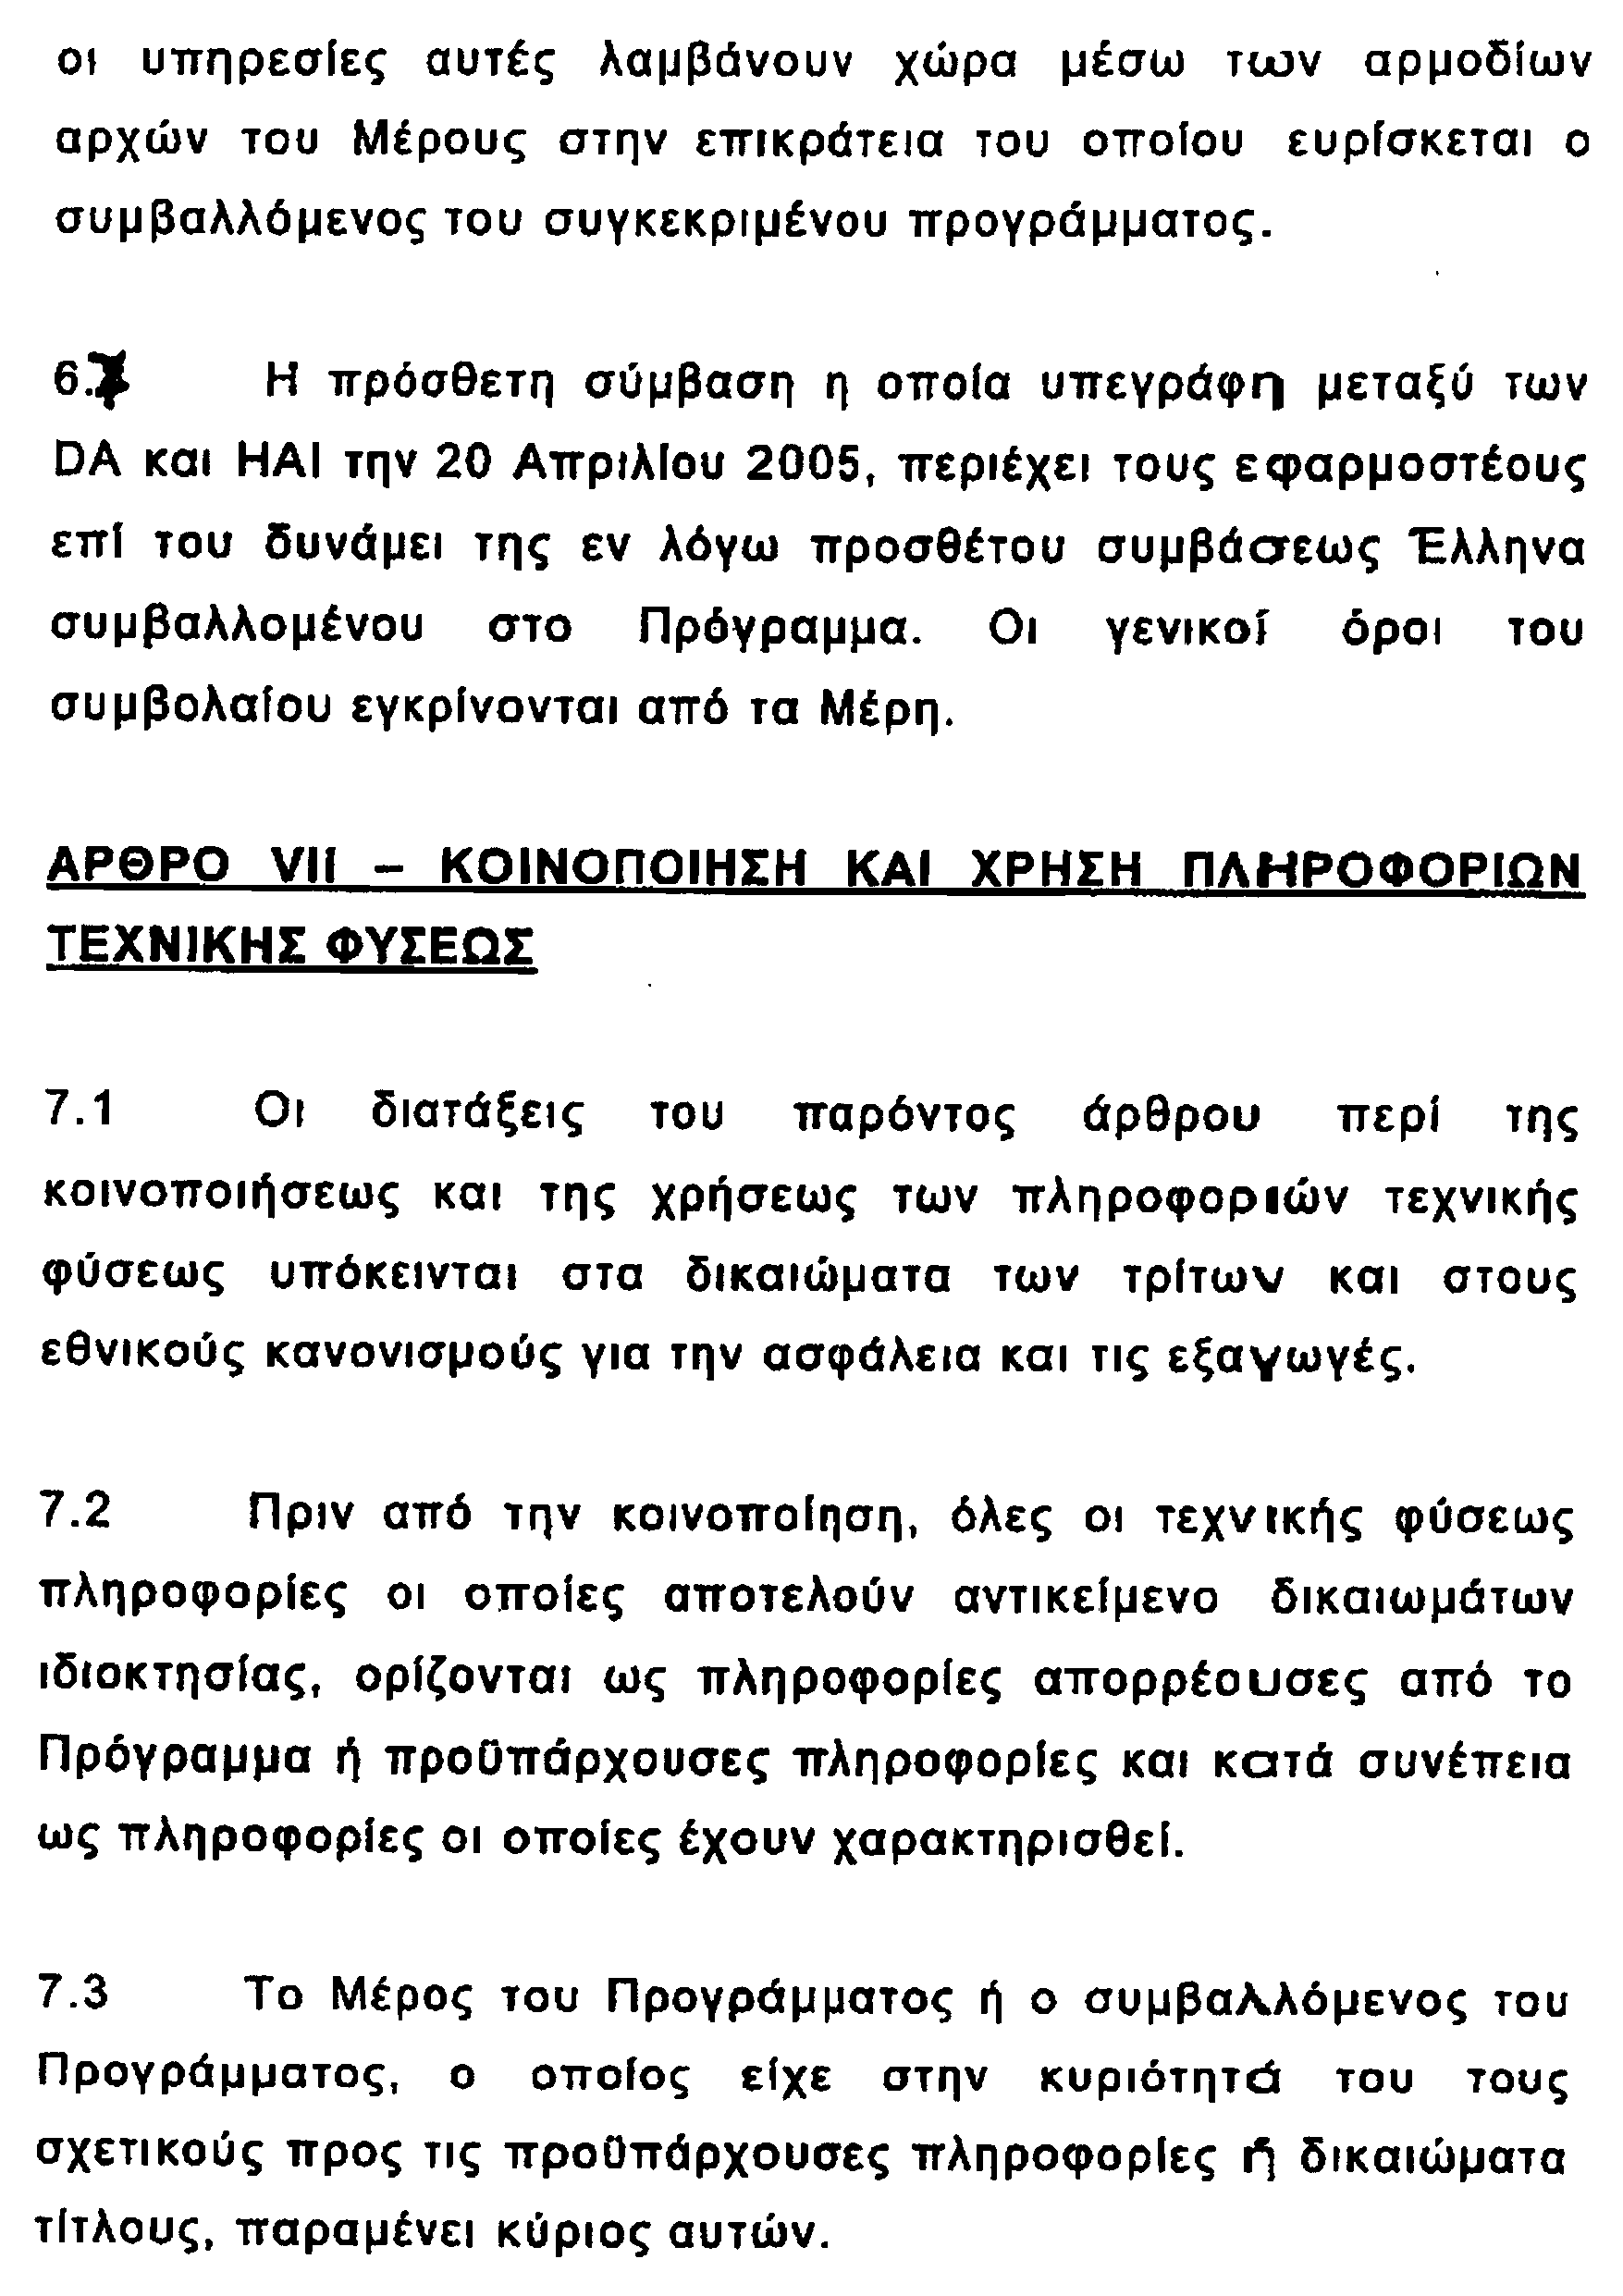 οι υπηρεσίες αυτές λαμβάνουν χώρα μέσω των αρμοδίων
αρχών του Μέρους στην επικράτεια του οποίου ευρίσκεται ο
συμβαλλόμενος του συγκεκριμένου προγράμματος.
6.7 Η πρόσθετη σύμβαση η οποία υπεγράφη μεταξύ των
DA και HAI την 20 Απριλίου 2005, περιέχει τους εφαρμοστέους
επί του δυνάμει της εν λόγω προσθέτου συμβάσεως Έλληνα
συμβαλλομένου στο Πρόγραμμα. Οι γενικοί όροι του
συμβολαίου εγκρίνονται από τα Μέρη.
ΑΡΘΡΟ VII – ΚΟΙΝΟΠΟΙΗΣΗ ΚΑΙ ΧΡΗΣΗ ΠΛΗΡΟΦΟΡΙΩΝ
ΤΕΧΝΙΚΗΣ ΦΥΣΕΩΣ
7.1 Οι διατάξεις του παρόντος άρθρου περί της
κοινοποιήσεως και της χρήσεως των πληροφοριών τεχνικής
φύσεως υπόκεινται στα δικαιώματα των τρίτων και στους
εθνικούς κανονισμούς για την ασφάλεια και τις εξαγωγές.
7.2 Πριν από την κοινοποίηση, όλες οι τεχνικής φύσεως
πληροφορίες οι οποίες αποτελούν αντικείμενο δικαιωμάτων
ιδιοκτησίας, ορίζονται ως πληροφορίες απορρέουσες από το
Πρόγραμμα ή προϋπάρχουσες πληροφορίες και κατά συνέπεια
ως πληροφορίες οι οποίες έχουν χαρακτηρισθεί.
7.3 Το Μέρος του Προγράμματος ή ο συμβαλλόμενος του
Προγράμματος, ο οποίος είχε στην κυριότητά του τους
σχετικούς προς τις προϋπάρχουσες πληροφορίες ή δικαιώματα
τίτλους, παραμένει κύριος αυτών.